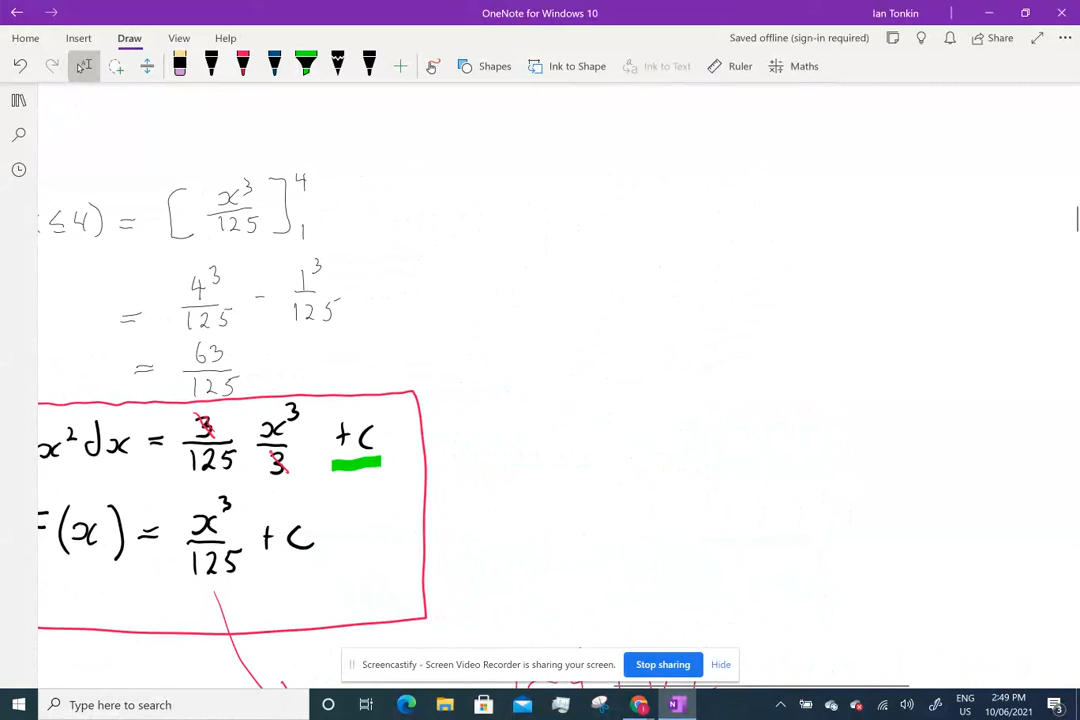 OneNote for Windows 10
Ian Tonkin
Home Insert Draw View Help
Saved offline (sign-in required)
Share
Shapes
Ink to Shape
Ink to Text
Ruler
Maths
≤4) = [x³/125]₁⁴
= 4³/125 - 1³/125
= 63/125
x² dx = 3/125 x³/3 + c
F(x) = x³/125 + c
Screencastify - Screen Video Recorder is sharing your screen.
Stop sharing
Hide
Type here to search
ENG
US
2:49 PM
10/06/2021
3